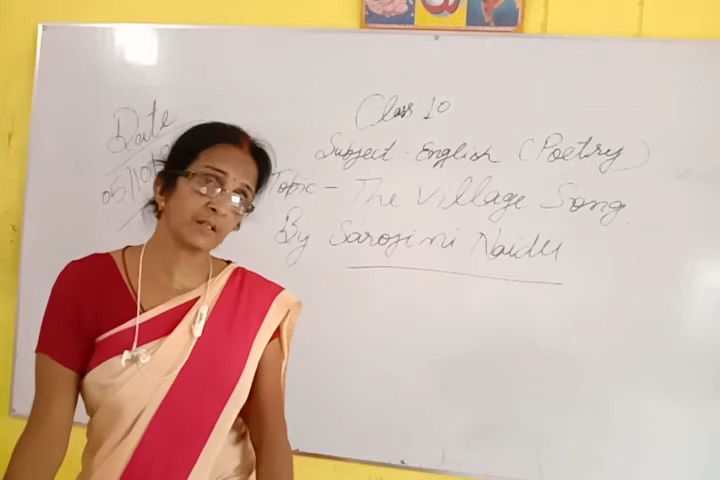 Class 10
Date
Subject - English (Poetry)
Topic - The Village Song
By Sarojini Naidu